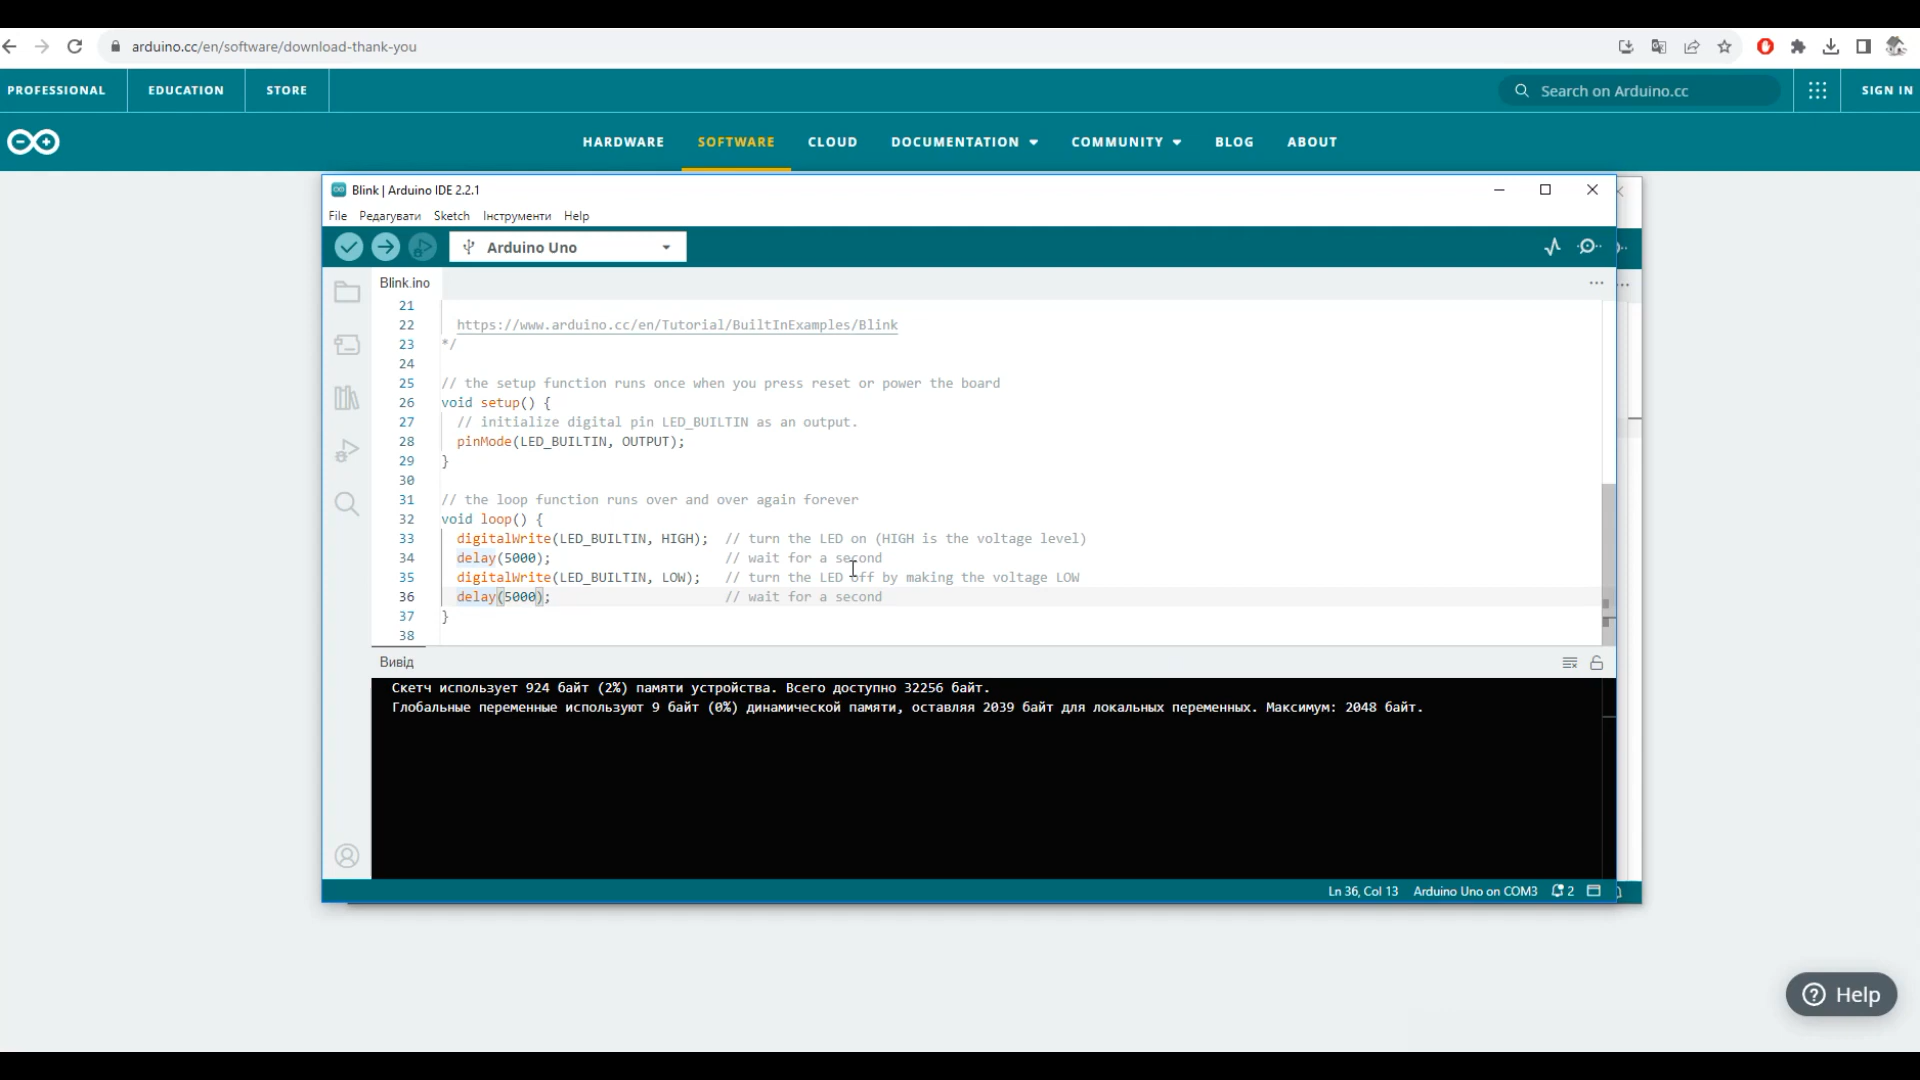 arduino.cc/en/software/download-thank-you
PROFESSIONAL EDUCATION STORE
Search on Arduino.cc
SIGN IN
HARDWARE SOFTWARE CLOUD DOCUMENTATION COMMUNITY BLOG ABOUT
Blink | Arduino IDE 2.2.1
File Редагувати Sketch Інструменти Help
Arduino Uno
Blink.ino
21
22 https://www.arduino.cc/en/Tutorial/BuiltInExamples/Blink
23 */
24
25 // the setup function runs once when you press reset or power the board
26 void setup() {
27 // initialize digital pin LED_BUILTIN as an output.
28 pinMode(LED_BUILTIN, OUTPUT);
29 }
30
31 // the loop function runs over and over again forever
32 void loop() {
33 digitalWrite(LED_BUILTIN, HIGH); // turn the LED on (HIGH is the voltage level)
34 delay(5000); // wait for a second
35 digitalWrite(LED_BUILTIN, LOW); // turn the LED off by making the voltage LOW
36 delay(5000); // wait for a second
37 }
38
Вивід
Скетч использует 924 байт (2%) памяти устройства. Всего доступно 32256 байт.
Глобальные переменные используют 9 байт (0%) динамической памяти, оставляя 2039 байт для локальных переменных. Максимум: 2048 байт.
Ln 36, Col 13 Arduino Uno on COM3 2
Help